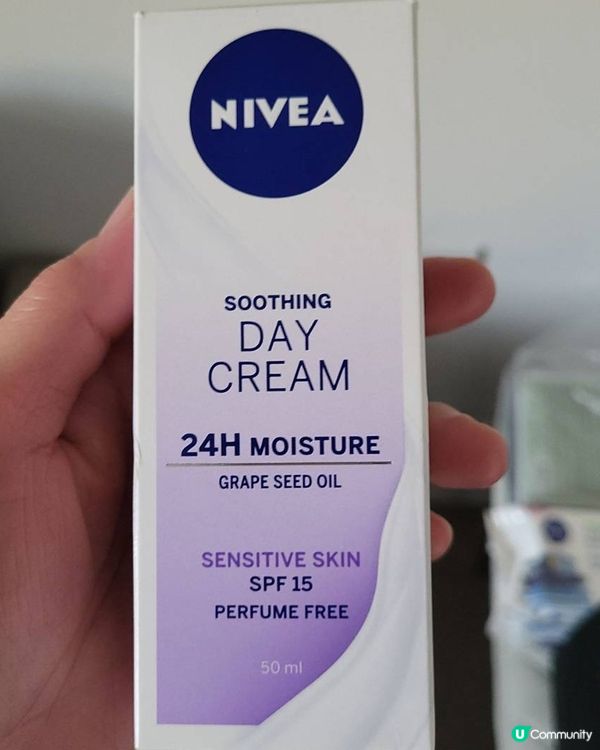 NIVEA
SOOTHING
DAY
CREAM
24H MOISTURE
GRAPE SEED OIL
SENSITIVE SKIN
SPF 15
PERFUME FREE
50 ml
U Community